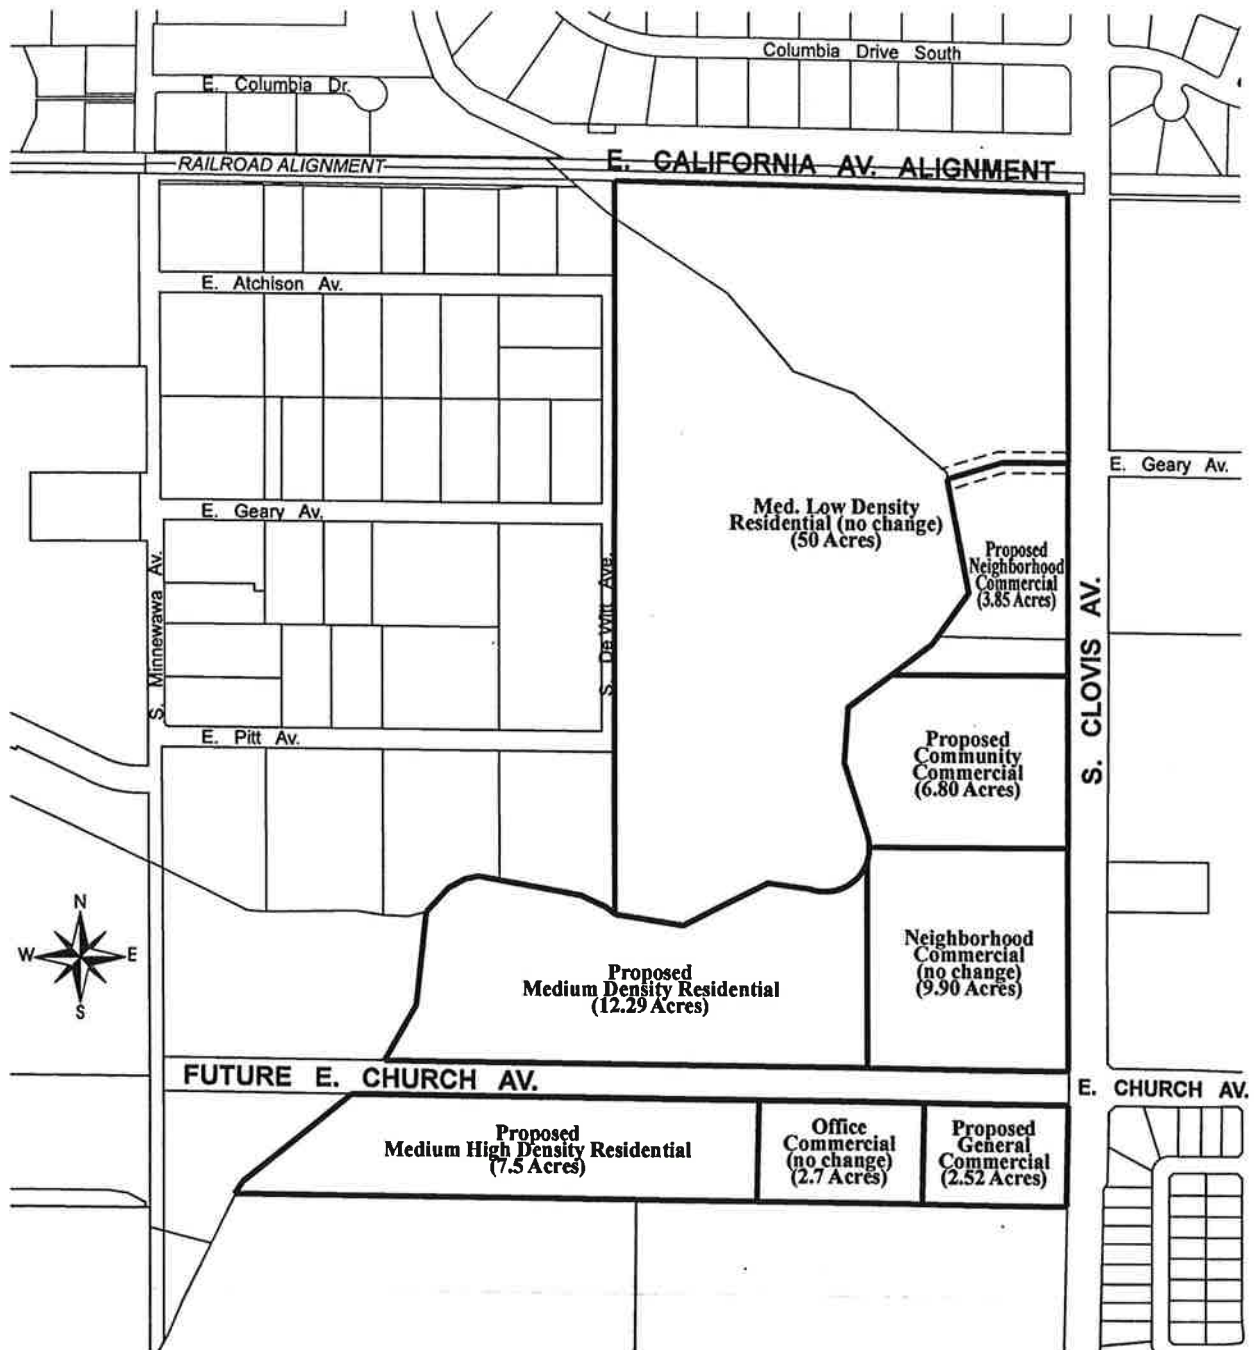 Columbia Drive South
E. Columbia Dr.
RAILROAD ALIGNMENT
E. CALIFORNIA AV. ALIGNMENT
E. Atchison Av.
E. Geary Av.
Med. Low Density
Residential (no change)
(50 Acres)
E. Geary Av.
Proposed
Neighborhood
Commercial
(3.85 Acres)
S. Minnewawa Av.
S. De Witt Ave.
S. CLOVIS AV.
E. Pitt Av.
Proposed
Community
Commercial
(6.80 Acres)
N
W
E
S
Neighborhood
Commercial
(no change)
(9.90 Acres)
Proposed
Medium Density Residential
(12.29 Acres)
FUTURE E. CHURCH AV.
E. CHURCH AV.
Proposed
Medium High Density Residential
(7.5 Acres)
Office
Commercial
(no change)
(2.7 Acres)
Proposed
General
Commercial
(2.52 Acres)